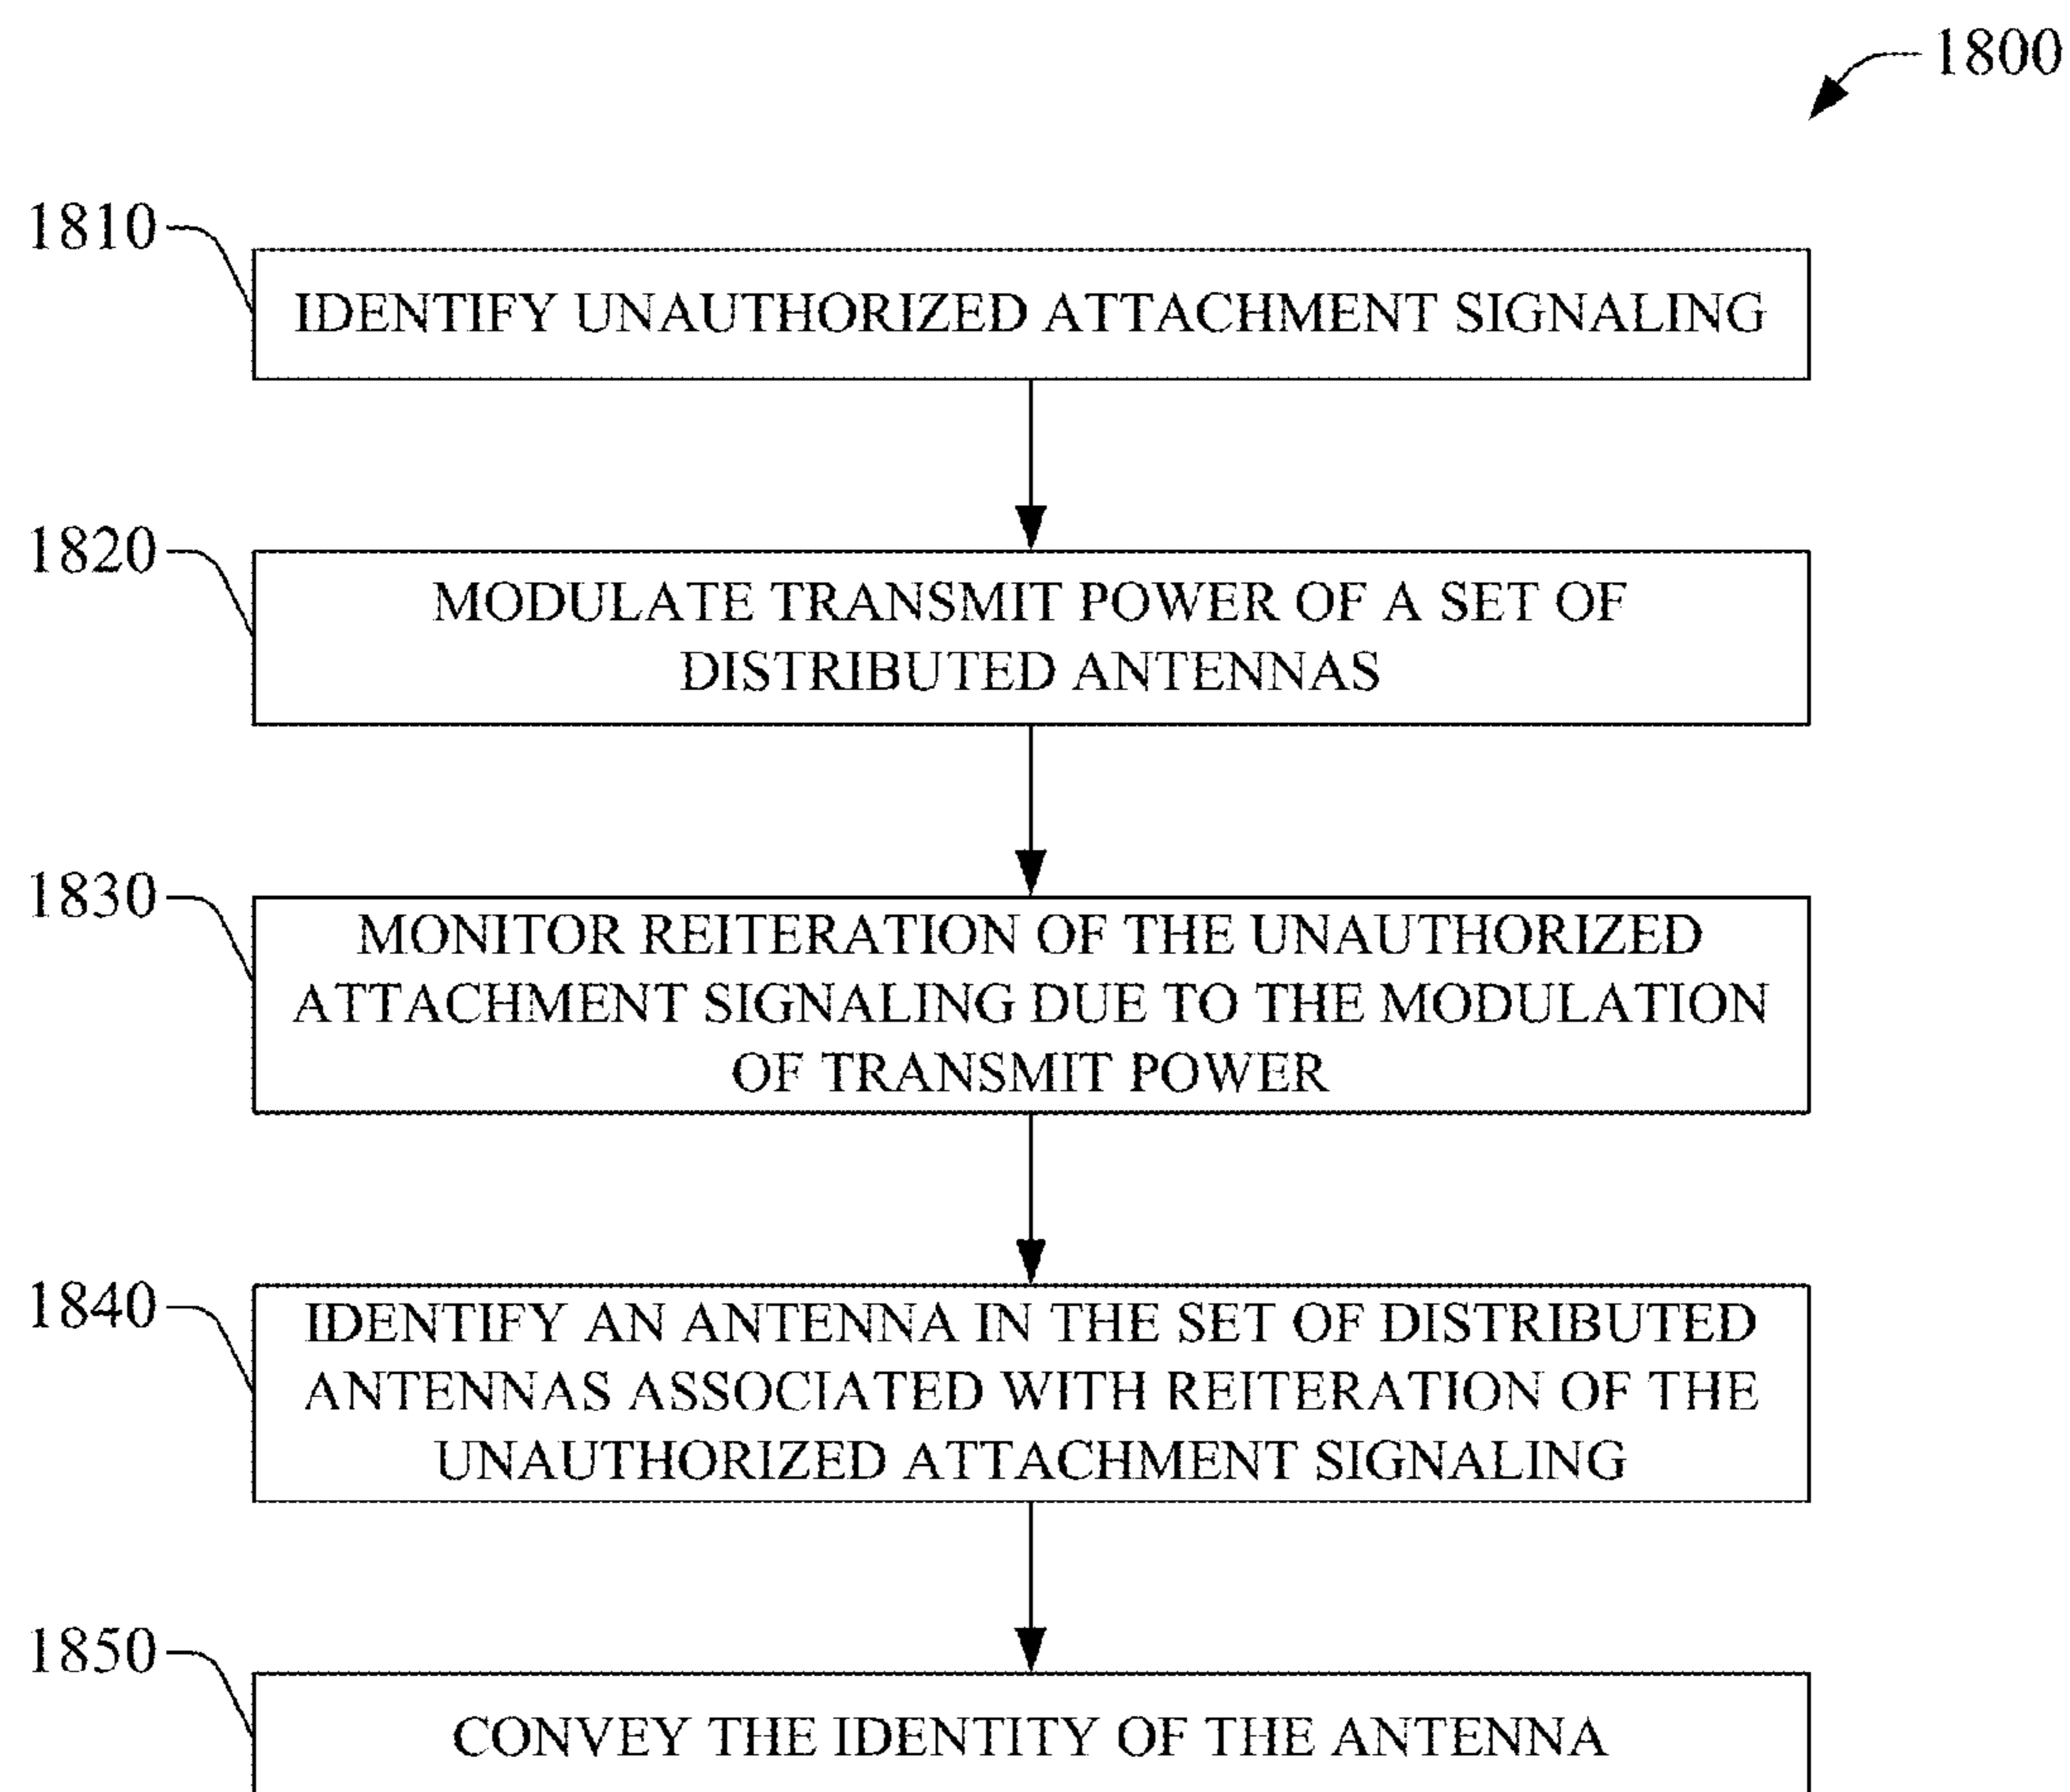 1800
1810
IDENTIFY UNAUTHORIZED ATTACHMENT SIGNALING
1820
MODULATE TRANSMIT POWER OF A SET OF
DISTRIBUTED ANTENNAS
1830
MONITOR REITERATION OF THE UNAUTHORIZED
ATTACHMENT SIGNALING DUE TO THE MODULATION
OF TRANSMIT POWER
1840
IDENTIFY AN ANTENNA IN THE SET OF DISTRIBUTED
ANTENNAS ASSOCIATED WITH REITERATION OF THE
UNAUTHORIZED ATTACHMENT SIGNALING
1850
CONVEY THE IDENTITY OF THE ANTENNA